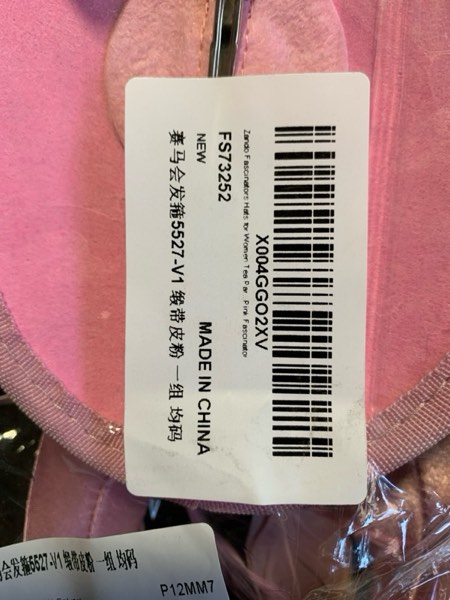 X004GGO2XV
Zando Fascinators Hats for Women Tea Par...Pink Fascinator
FS73252
NEW
MADE IN CHINA
赛马会发箍5527-V1 缎带皮粉 一组 均码
马会发箍5527-V1 缎带皮粉 一组 均码
P12MM7